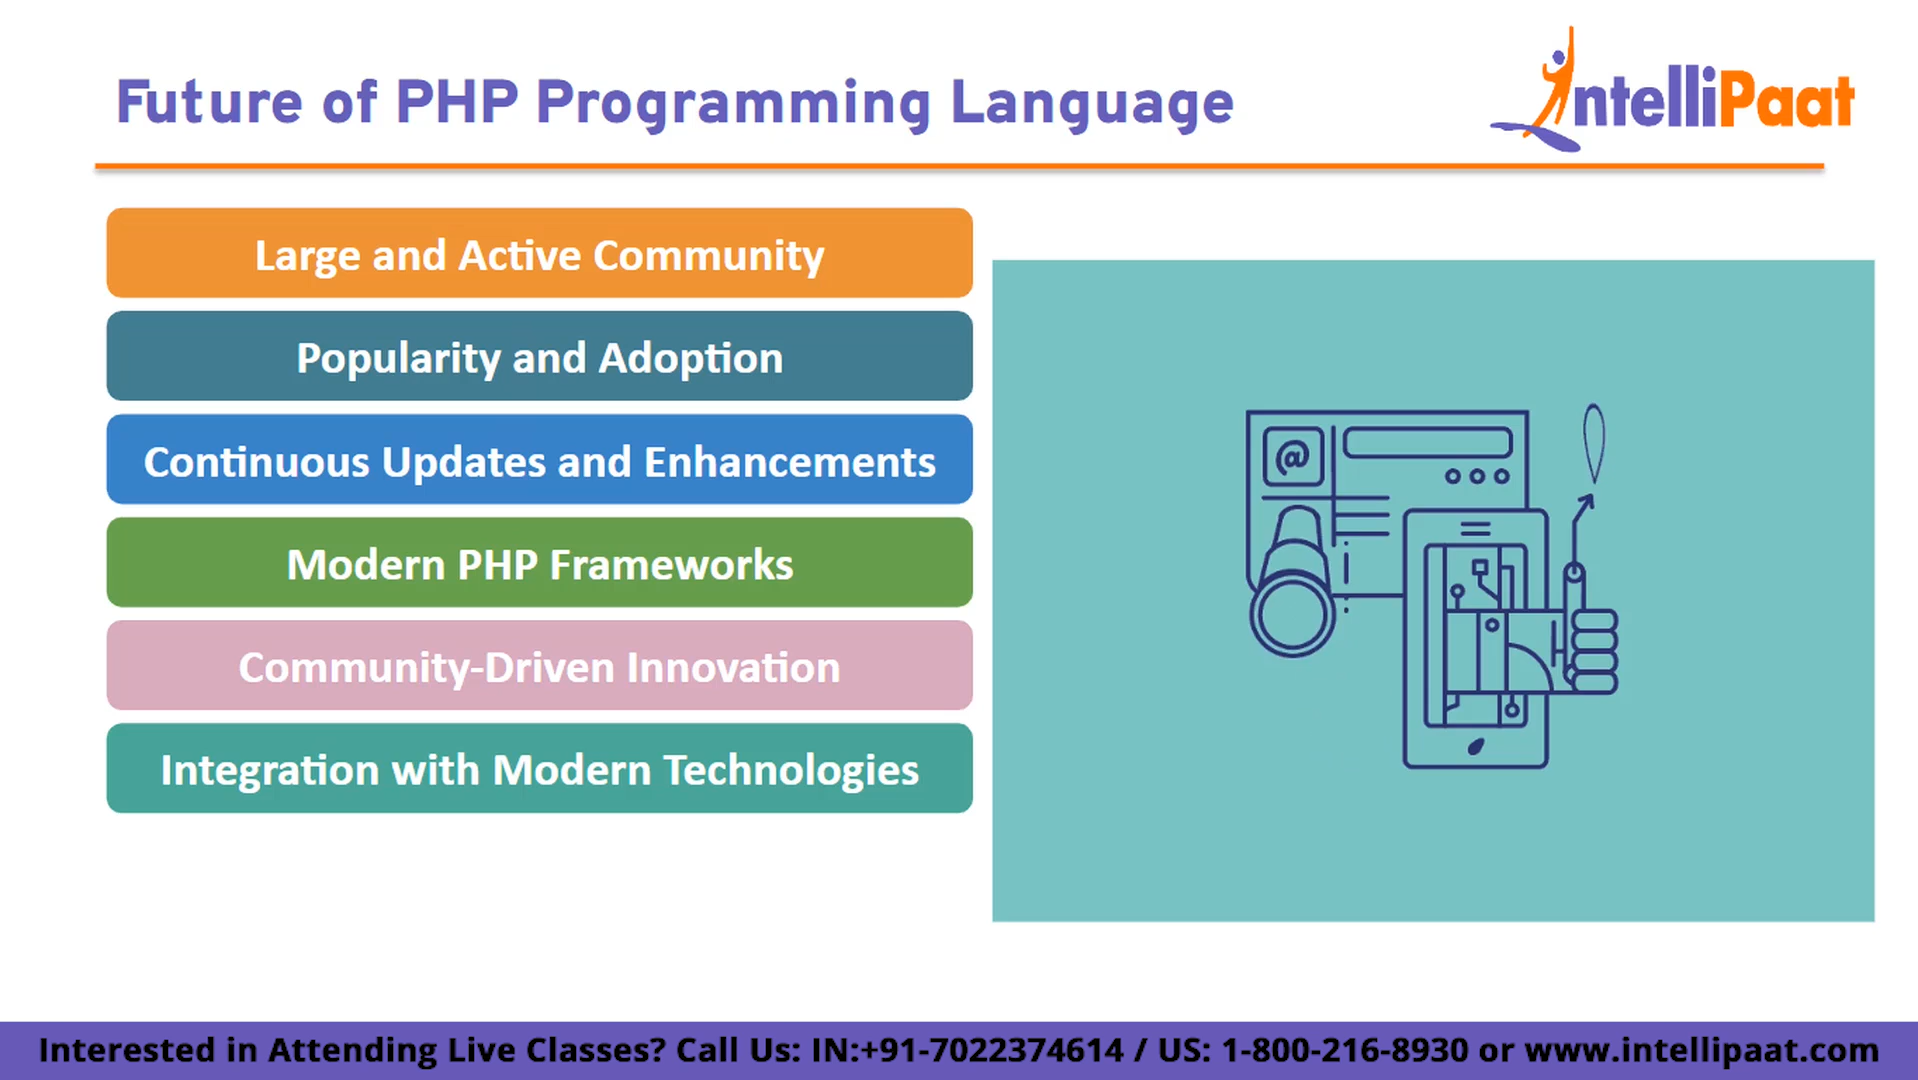 Future of PHP Programming Language
IntelliPaat
Large and Active Community
Popularity and Adoption
Continuous Updates and Enhancements
Modern PHP Frameworks
Community-Driven Innovation
Integration with Modern Technologies
@
Interested in Attending Live Classes? Call Us: IN:+91-7022374614 / US: 1-800-216-8930 or www.intellipaat.com